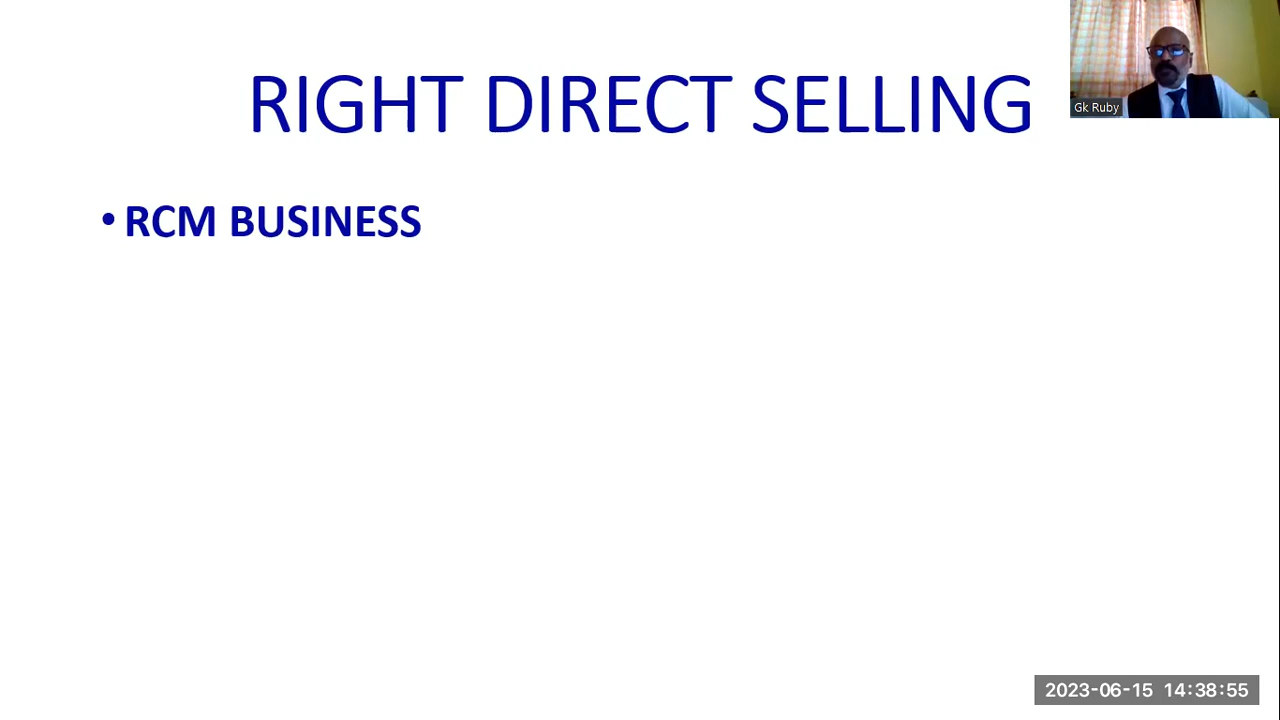 RIGHT DIRECT SELLING
Gk Ruby
• RCM BUSINESS
2023-06-15 14:38:55